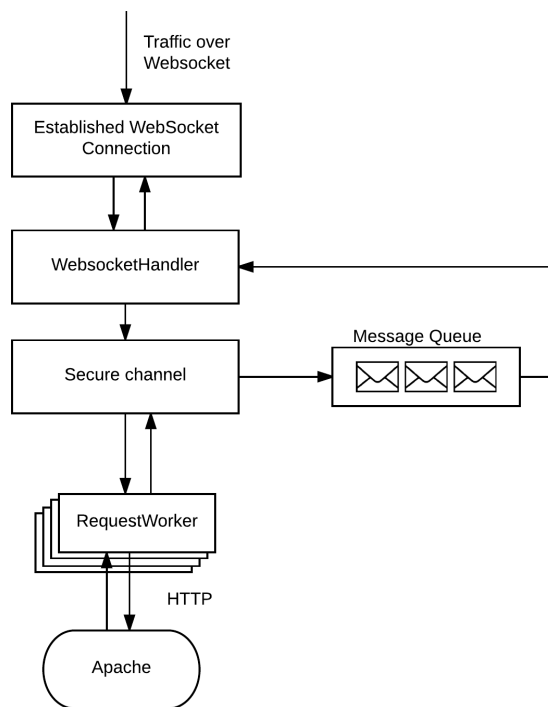 Traffic over
Websocket
Established WebSocket
Connection
WebsocketHandler
Message Queue
Secure channel
RequestWorker
HTTP
Apache